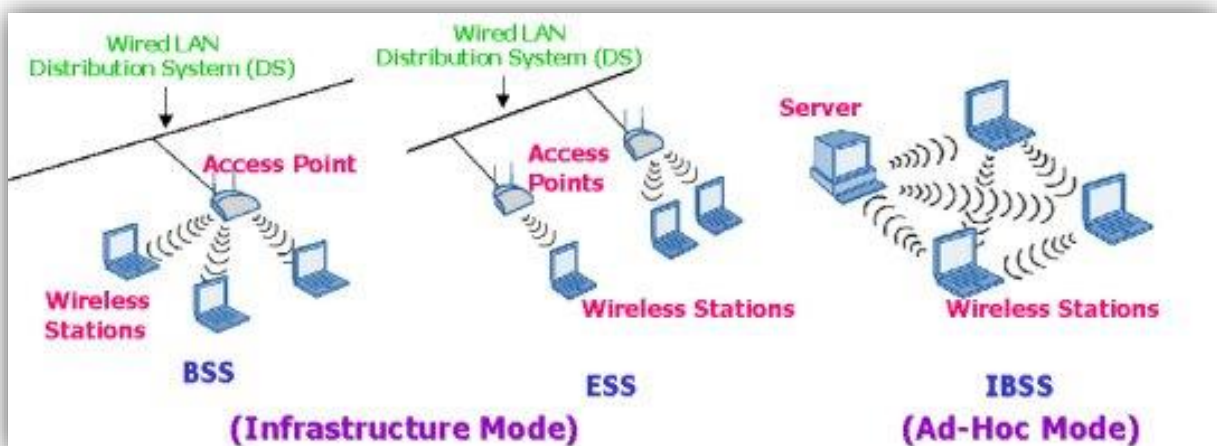 Wired LAN
Distribution System (DS)
Access Point
Wireless
Stations
BSS
Wired LAN
Distribution System (DS)
Access
Points
Wireless Stations
ESS
(Infrastructure Mode)
Server
Wireless Stations
IBSS
(Ad-Hoc Mode)